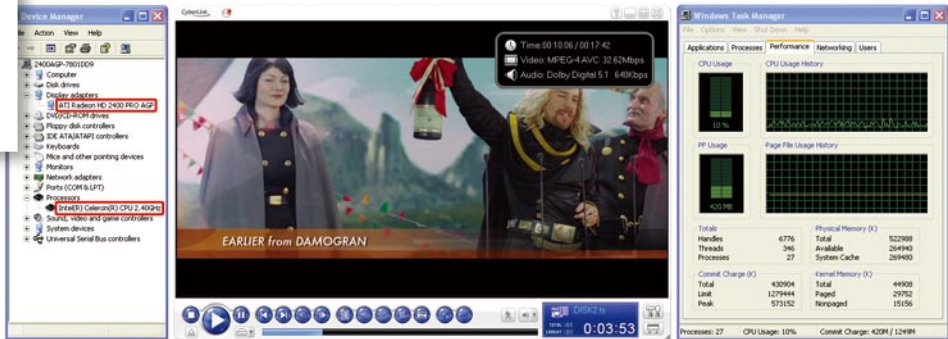 Device Manager
File Action View Help
2400AGP-7801DD9
Computer
Disk drives
Display adapters
ATI Radeon HD 2400 PRO AGP
DVD/CD-ROM drives
Floppy disk controllers
IDE ATA/ATAPI controllers
Keyboards
Mice and other pointing devices
Monitors
Network adapters
Ports (COM & LPT)
Processors
Intel(R) Celeron(R) CPU 2.40GHz
Sound, video and game controllers
System devices
Universal Serial Bus controllers
CyberLink
Time:00:10:06 / 00:17:42
Video: MPEG-4 AVC 32.62Mbps
Audio: Dolby Digital 5.1 640Kbps
EARLIER from DAMOGRAN
DISK2.ts
0:03:53
Windows Task Manager
File Options View Shut Down Help
Applications Processes Performance Networking Users
CPU Usage CPU Usage History
10 %
PF Usage Page File Usage History
420 MB
Totals
Handles 6776
Threads 346
Processes 27
Physical Memory (K)
Total 522988
Available 264940
System Cache 269480
Commit Charge (K)
Total 430904
Limit 1279444
Peak 573152
Kernel Memory (K)
Total 44908
Paged 29752
Nonpaged 15156
Processes: 27 CPU Usage: 10% Commit Charge: 420M / 1249M